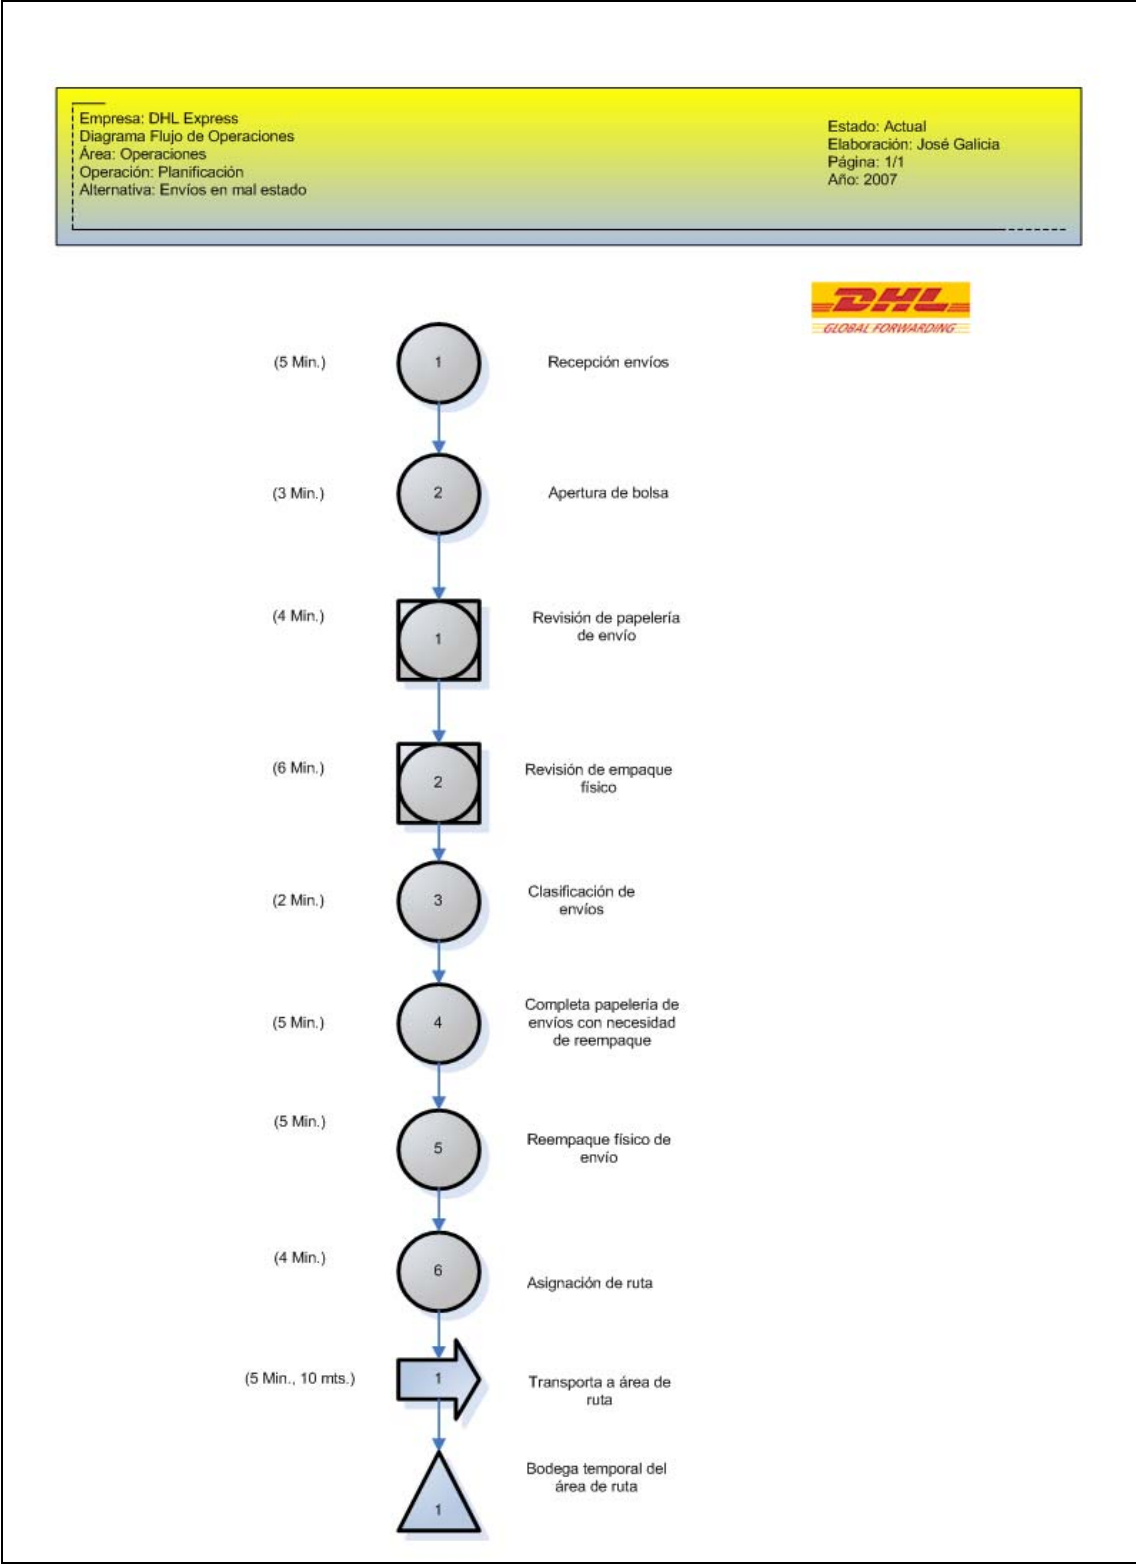 Empresa: DHL Express
Diagrama Flujo de Operaciones
Área: Operaciones
Operación: Planificación
Alternativa: Envíos en mal estado
Estado: Actual
Elaboración: José Galicia
Página: 1/1
Año: 2007
DHL
GLOBAL FORWARDING
(5 Min.)
1
Recepción envíos
(3 Min.)
2
Apertura de bolsa
(4 Min.)
1
Revisión de papelería
de envío
(6 Min.)
2
Revisión de empaque
físico
(2 Min.)
3
Clasificación de
envíos
(5 Min.)
4
Completa papelería de
envíos con necesidad
de reempaque
(5 Min.)
5
Reempaque físico de
envío
(4 Min.)
6
Asignación de ruta
(5 Min., 10 mts.)
1
Transporta a área de
ruta
1
Bodega temporal del
área de ruta